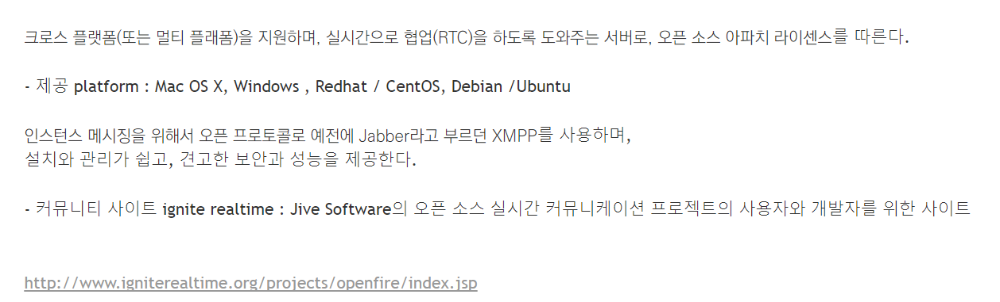 크로스 플랫폼(또는 멀티 플래폼)을 지원하며, 실시간으로 협업(RTC)을 하도록 도와주는 서버로, 오픈 소스 아파치 라이센스를 따른다.
- 제공 platform : Mac OS X, Windows , Redhat / CentOS, Debian /Ubuntu
인스턴스 메시징을 위해서 오픈 프로토콜로 예전에 Jabber라고 부르던 XMPP를 사용하며,
설치와 관리가 쉽고, 견고한 보안과 성능을 제공한다.
- 커뮤니티 사이트 ignite realtime : Jive Software의 오픈 소스 실시간 커뮤니케이션 프로젝트의 사용자와 개발자를 위한 사이트
http://www.igniterealtime.org/projects/openfire/index.jsp